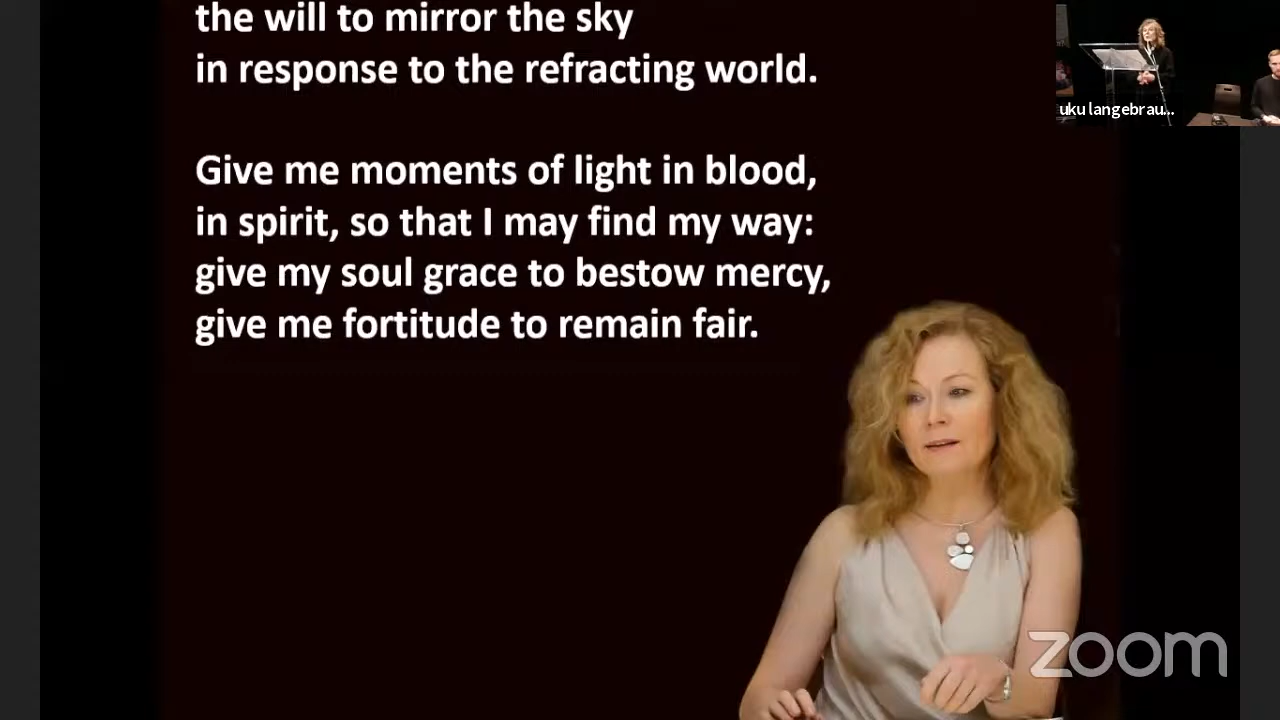 the will to mirror the sky
in response to the refracting world.
Give me moments of light in blood,
in spirit, so that I may find my way:
give my soul grace to bestow mercy,
give me fortitude to remain fair.
uku langebrau...
zoom